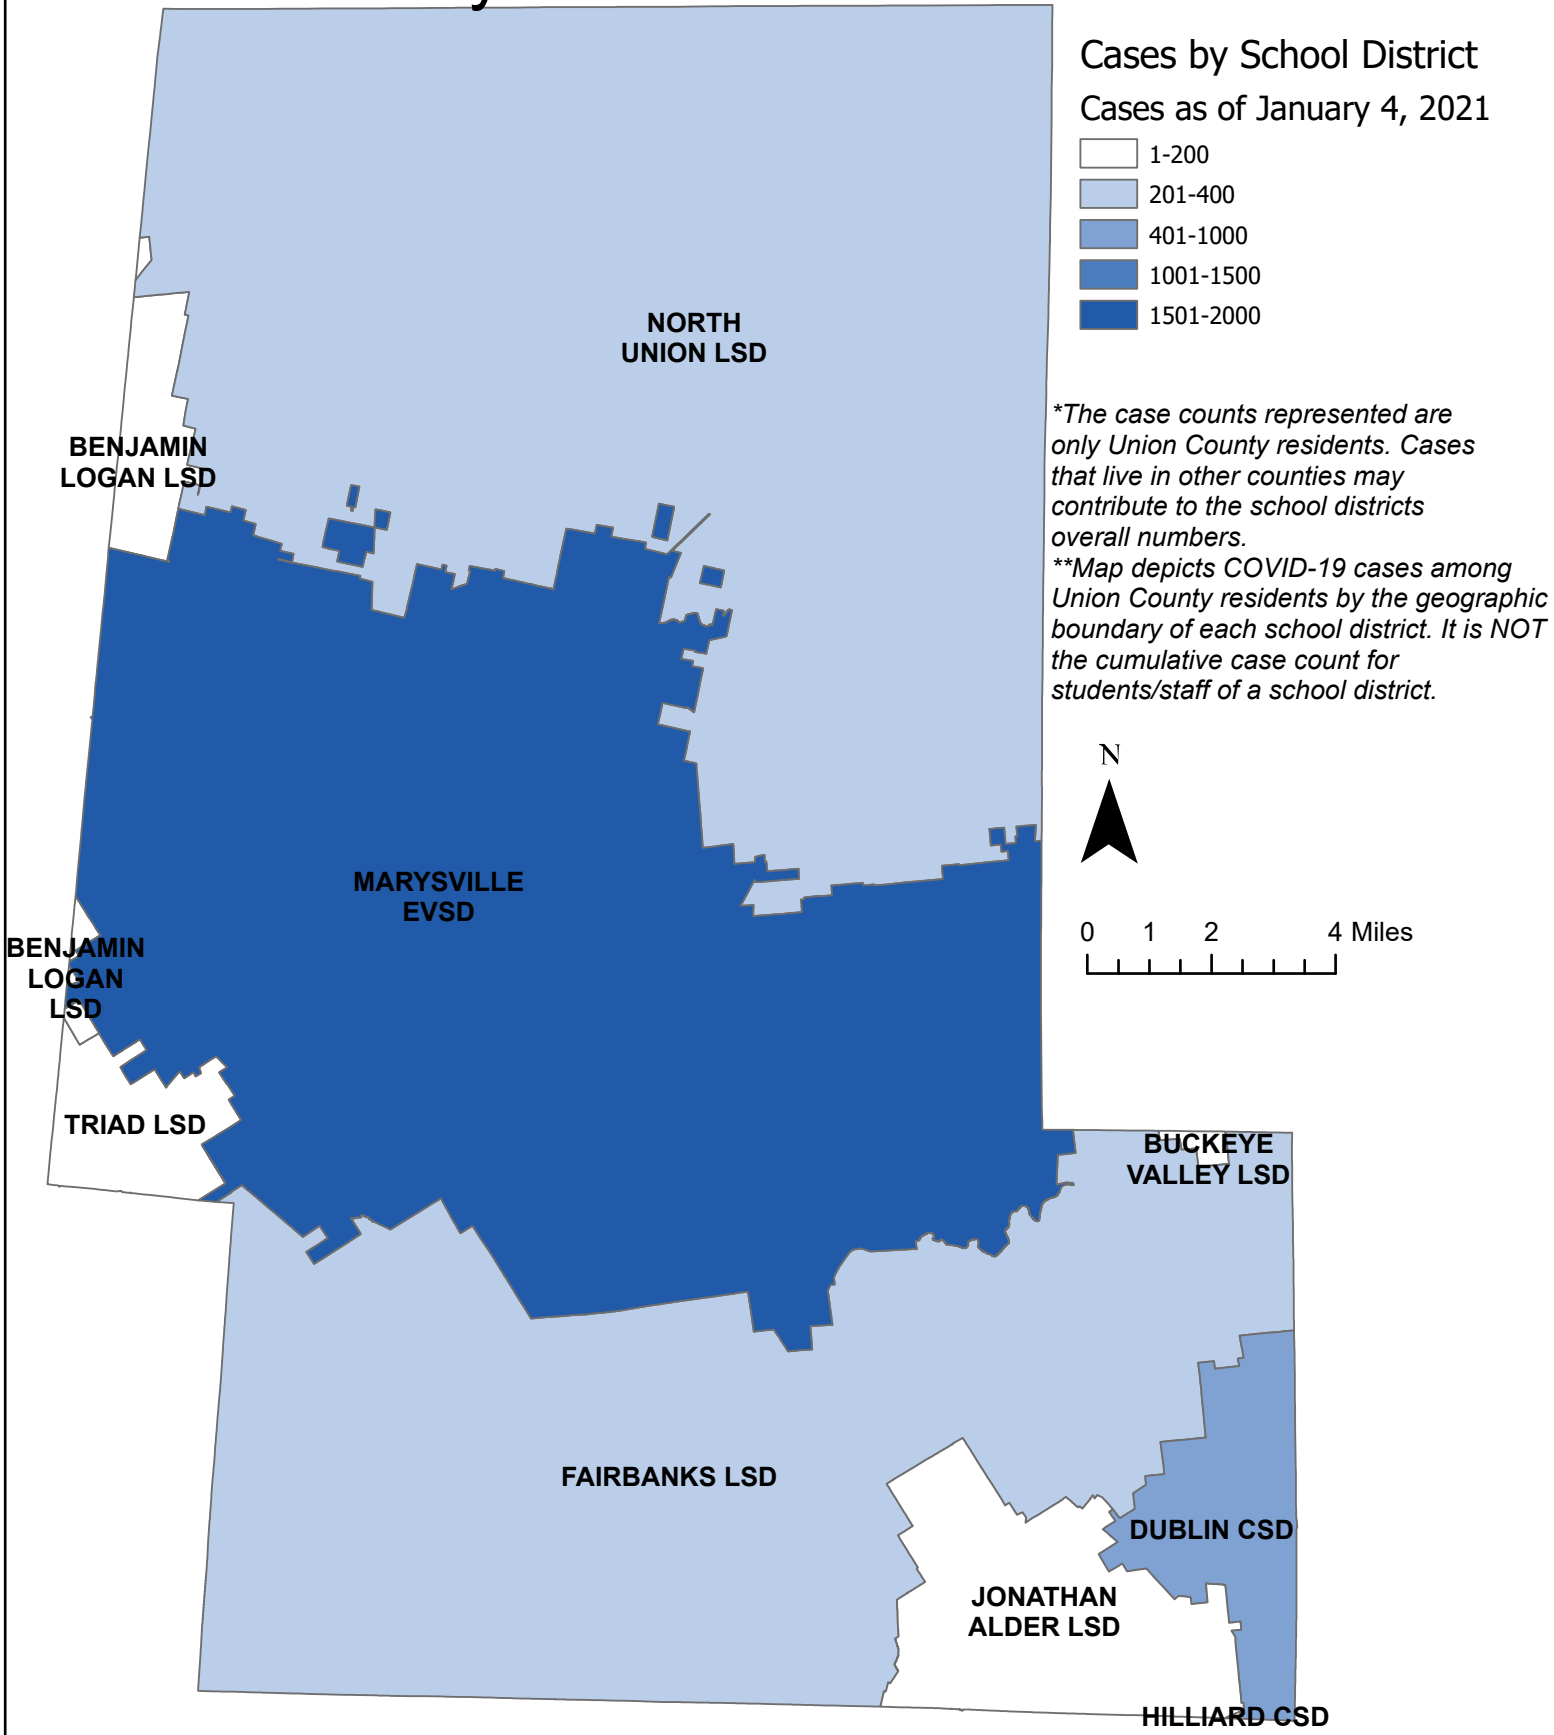 Cases by School District
Cases as of January 4, 2021
1-200
201-400
401-1000
1001-1500
1501-2000
NORTH
UNION LSD
*The case counts represented are
only Union County residents. Cases
that live in other counties may
contribute to the school districts
overall numbers.
**Map depicts COVID-19 cases among
Union County residents by the geographic
boundary of each school district. It is NOT
the cumulative case count for
students/staff of a school district.
BENJAMIN
LOGAN LSD
N
MARYSVILLE
EVSD
0 1 2 4 Miles
BENJAMIN
LOGAN
LSD
TRIAD LSD
BUCKEYE
VALLEY LSD
FAIRBANKS LSD
DUBLIN CSD
JONATHAN
ALDER LSD
HILLIARD CSD